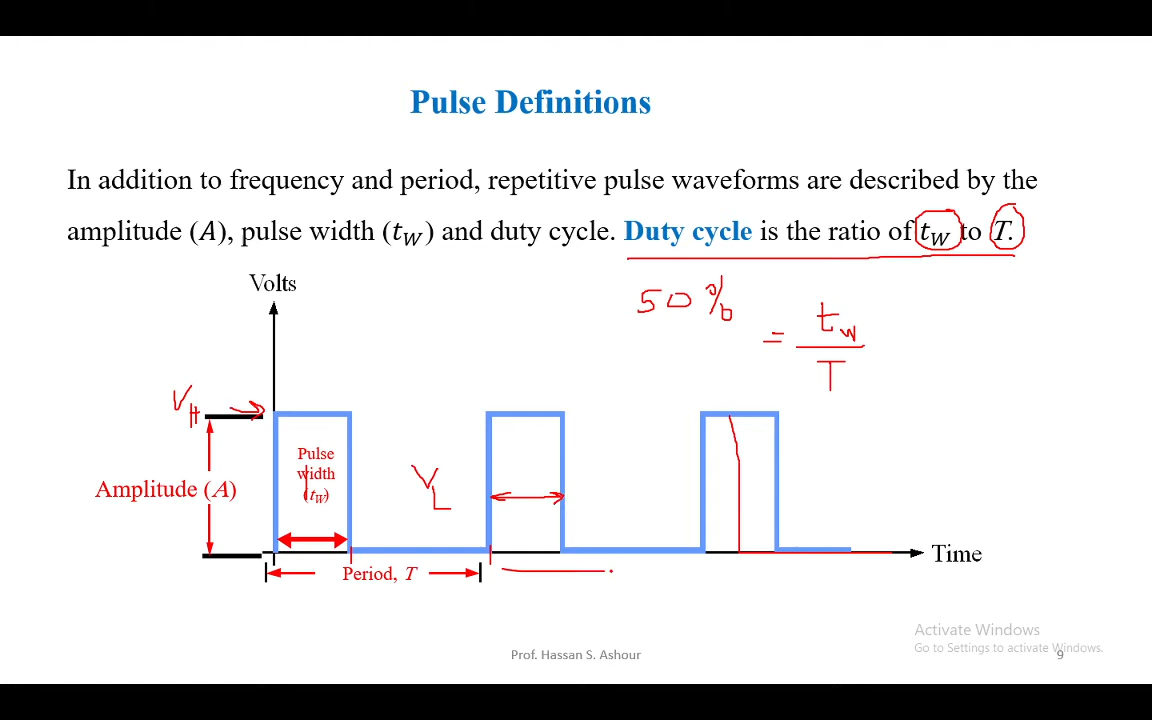 Pulse Definitions
In addition to frequency and period, repetitive pulse waveforms are described by the
amplitude (A), pulse width (tW) and duty cycle. Duty cycle is the ratio of tW to T.
Volts
50%
= tw
T
VH
Pulse
width
(tW)
VL
Amplitude (A)
Time
Period, T
Activate Windows
Go to Settings to activate Windows.
Prof. Hassan S. Ashour
9